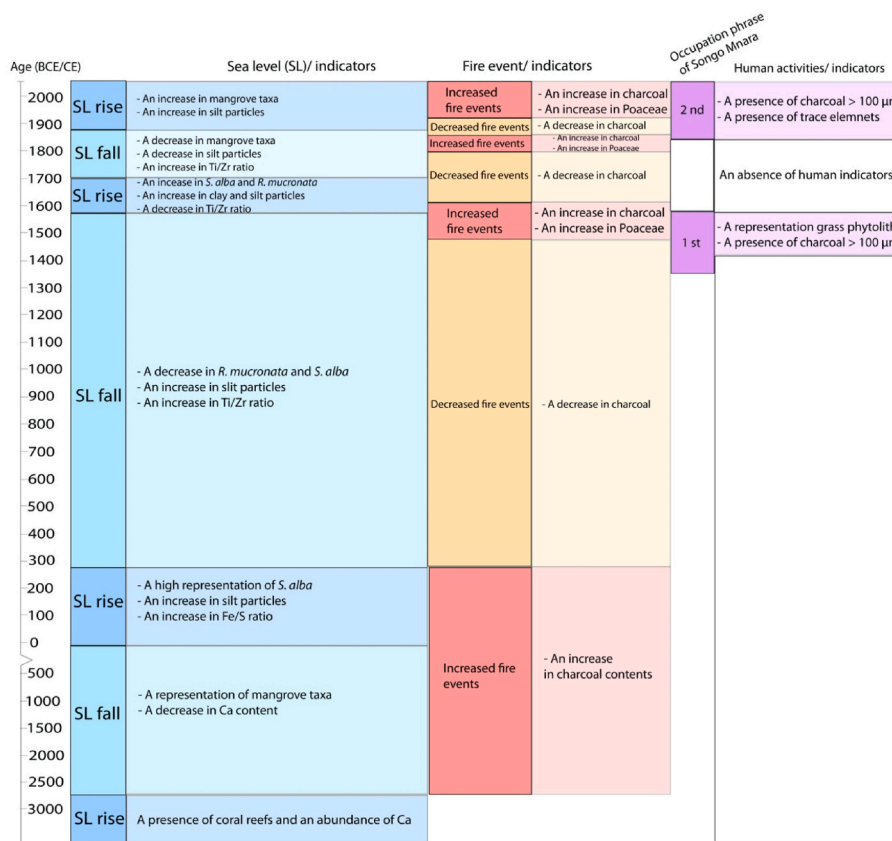 Age (BCE/CE)
Sea level (SL)/ indicators
Fire event/ indicators
Occupation phrase
of Songo Mnara
Human activities/ indicators
2000
1900
1800
1700
1600
1500
1400
1300
1200
1100
1000
900
800
700
600
500
400
300
200
100
0
500
1000
1500
2000
2500
3000
SL rise
- An increase in mangrove taxa
- An increase in silt particles
SL fall
- A decrease in mangrove taxa
- A decrease in silt particles
- An increase in Ti/Zr ratio
SL rise
- An incease in S. alba and R. mucronata
- An increase in clay and silt particles
- A decrease in Ti/Zr ratio
SL fall
- A decrease in R. mucronata and S. alba
- An increase in slit particles
- An increase in Ti/Zr ratio
SL rise
- A high representation of S. alba
- An increase in silt particles
- An increase in Fe/S ratio
SL fall
- A representation of mangrove taxa
- A decrease in Ca content
SL rise
A presence of coral reefs and an abundance of Ca
Increased
fire events
- An increase in charcoal
- An increase in Poaceae
Decreased fire events
- A decrease in charcoal
Increased fire events
- An increase in charcoal
- An increase in Poaceae
Decreased fire events
- A decrease in charcoal
Increased
fire events
- An increase in charcoal
- An increase in Poaceae
Decreased fire events
- A decrease in charcoal
Increased fire
events
- An increase
in charcoal contents
2 nd
- A presence of charcoal > 100 µm
- A presence of trace elemnets
An absence of human indicators
1 st
- A representation grass phytolith
- A presence of charcoal > 100 µm